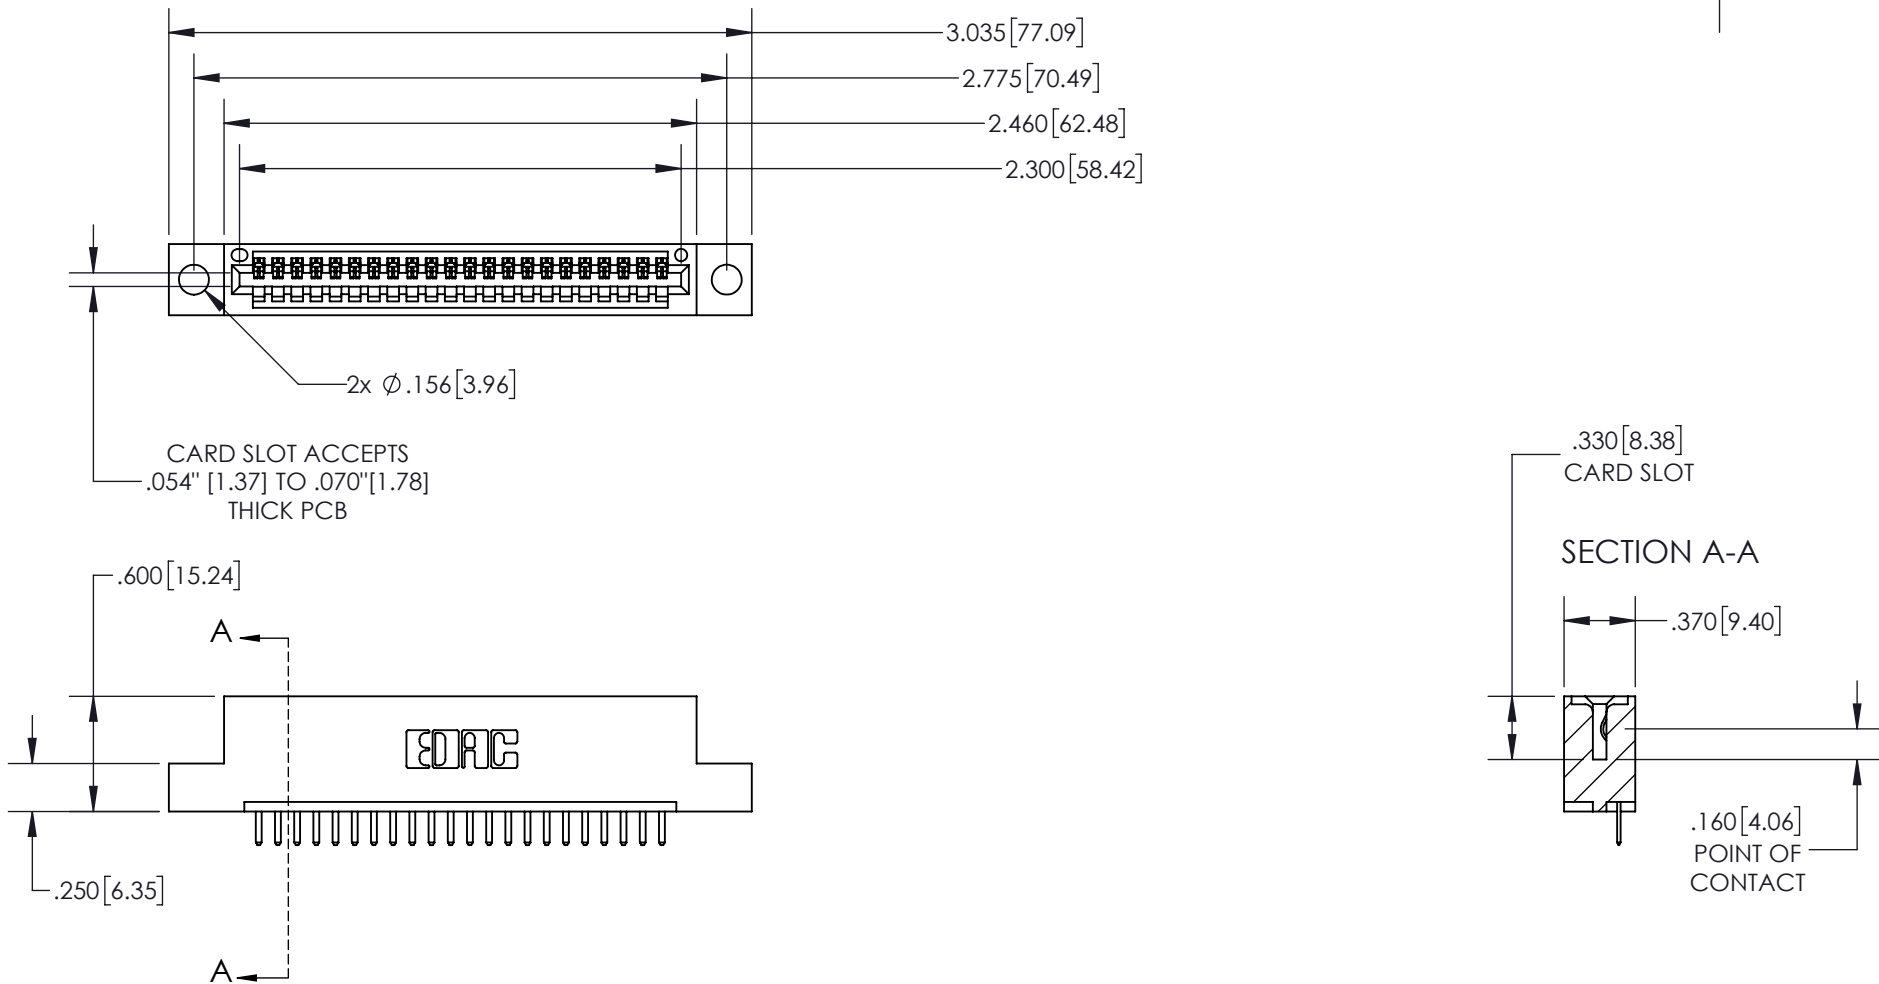 3.035[77.09]
2.775[70.49]
2.460[62.48]
2.300[58.42]
2x ⌀.156[3.96]
CARD SLOT ACCEPTS
.054" [1.37] TO .070"[1.78]
THICK PCB
.330[8.38]
CARD SLOT
SECTION A-A
.600[15.24]
.370[9.40]
A
EDAC
.160[4.06]
POINT OF
CONTACT
.250[6.35]
A